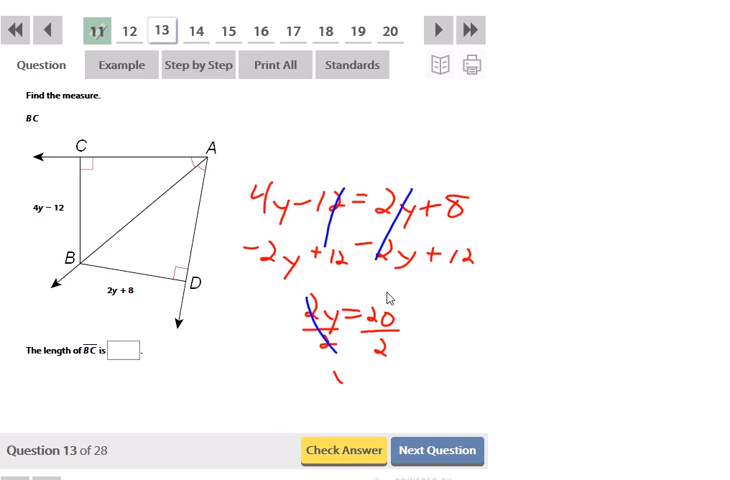 11 12 13 14 15 16 17 18 19 20
Question Example Step by Step Print All Standards
Find the measure.
BC
C
A
4y − 12
B
D
2y + 8
4y - 12 = 2y + 8
-2y + 12 - 2y + 12
2y = 20
2 2
The length of BC is .
Question 13 of 28 Check Answer Next Question